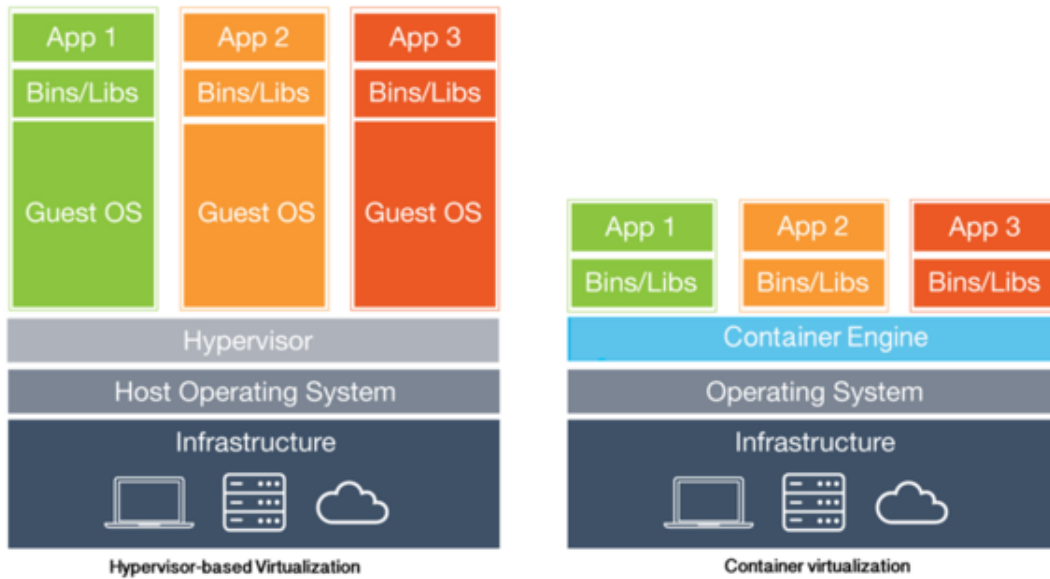 App 1
App 2
App 3
Bins/Libs
Bins/Libs
Bins/Libs
Guest OS
Guest OS
Guest OS
Hypervisor
Host Operating System
Infrastructure
Hypervisor-based Virtualization
App 1
App 2
App 3
Bins/Libs
Bins/Libs
Bins/Libs
Container Engine
Operating System
Infrastructure
Container virtualization